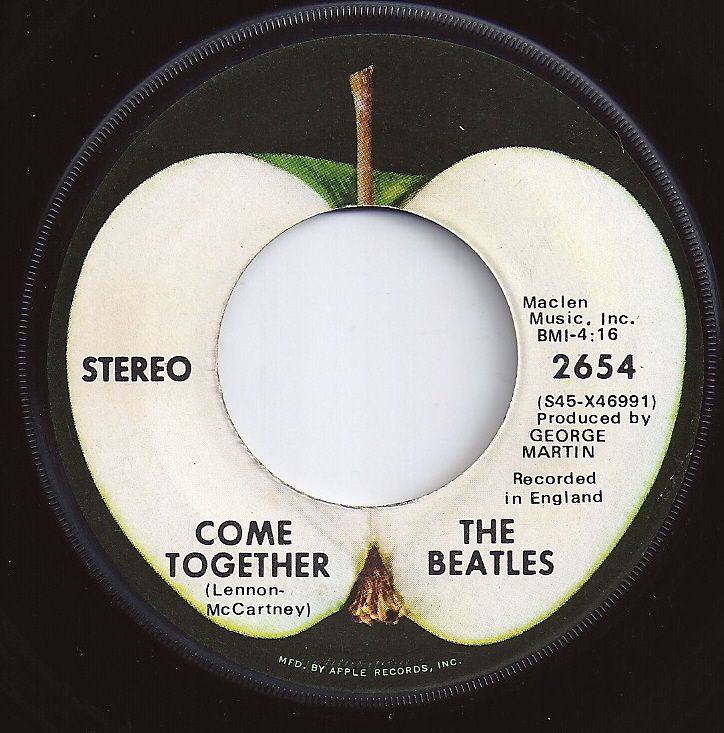 STEREO
Maclen
Music, Inc.
BMI-4:16
2654
(S45-X46991)
Produced by
GEORGE
MARTIN
Recorded
in England
COME
TOGETHER
(Lennon-
McCartney)
THE
BEATLES
MFD. BY APPLE RECORDS, INC.